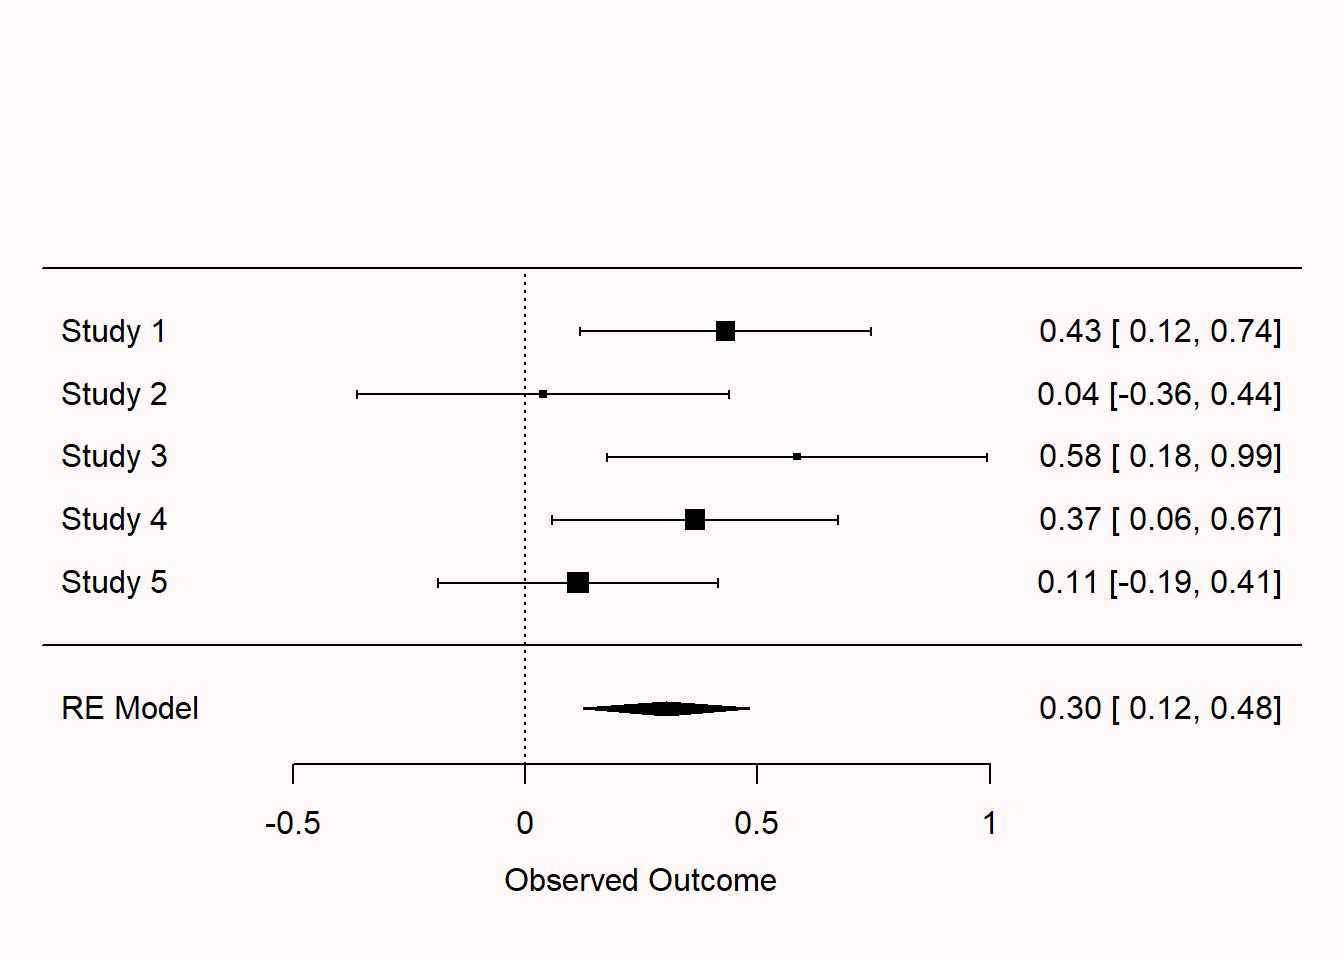 Study 1 0.43 [ 0.12, 0.74]
Study 2 0.04 [-0.36, 0.44]
Study 3 0.58 [ 0.18, 0.99]
Study 4 0.37 [ 0.06, 0.67]
Study 5 0.11 [-0.19, 0.41]
RE Model 0.30 [ 0.12, 0.48]
-0.5 0 0.5 1
Observed Outcome